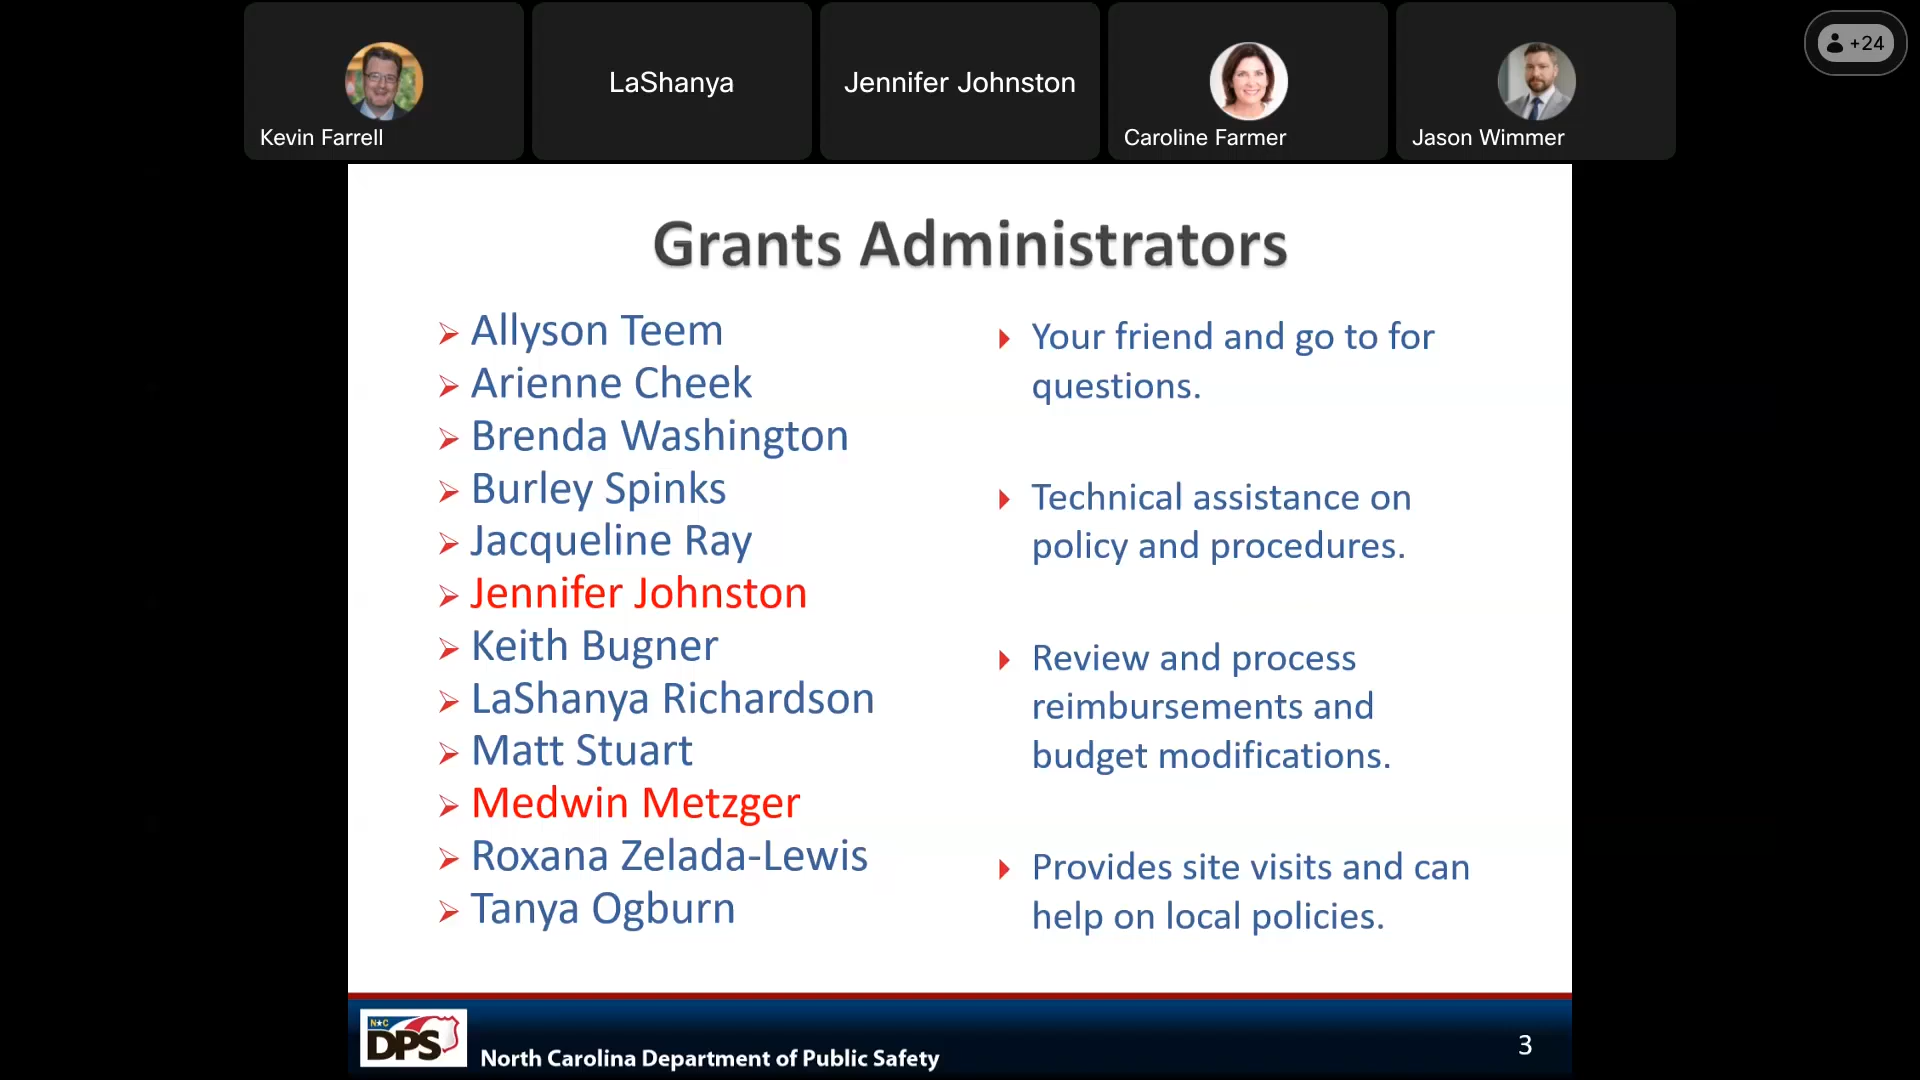 Kevin Farrell
LaShanya
Jennifer Johnston
Caroline Farmer
Jason Wimmer
+24
Grants Administrators
Allyson Teem
Arienne Cheek
Brenda Washington
Burley Spinks
Jacqueline Ray
Jennifer Johnston
Keith Bugner
LaShanya Richardson
Matt Stuart
Medwin Metzger
Roxana Zelada-Lewis
Tanya Ogburn
Your friend and go to for
questions.
Technical assistance on
policy and procedures.
Review and process
reimbursements and
budget modifications.
Provides site visits and can
help on local policies.
N★C
DPS
North Carolina Department of Public Safety
3